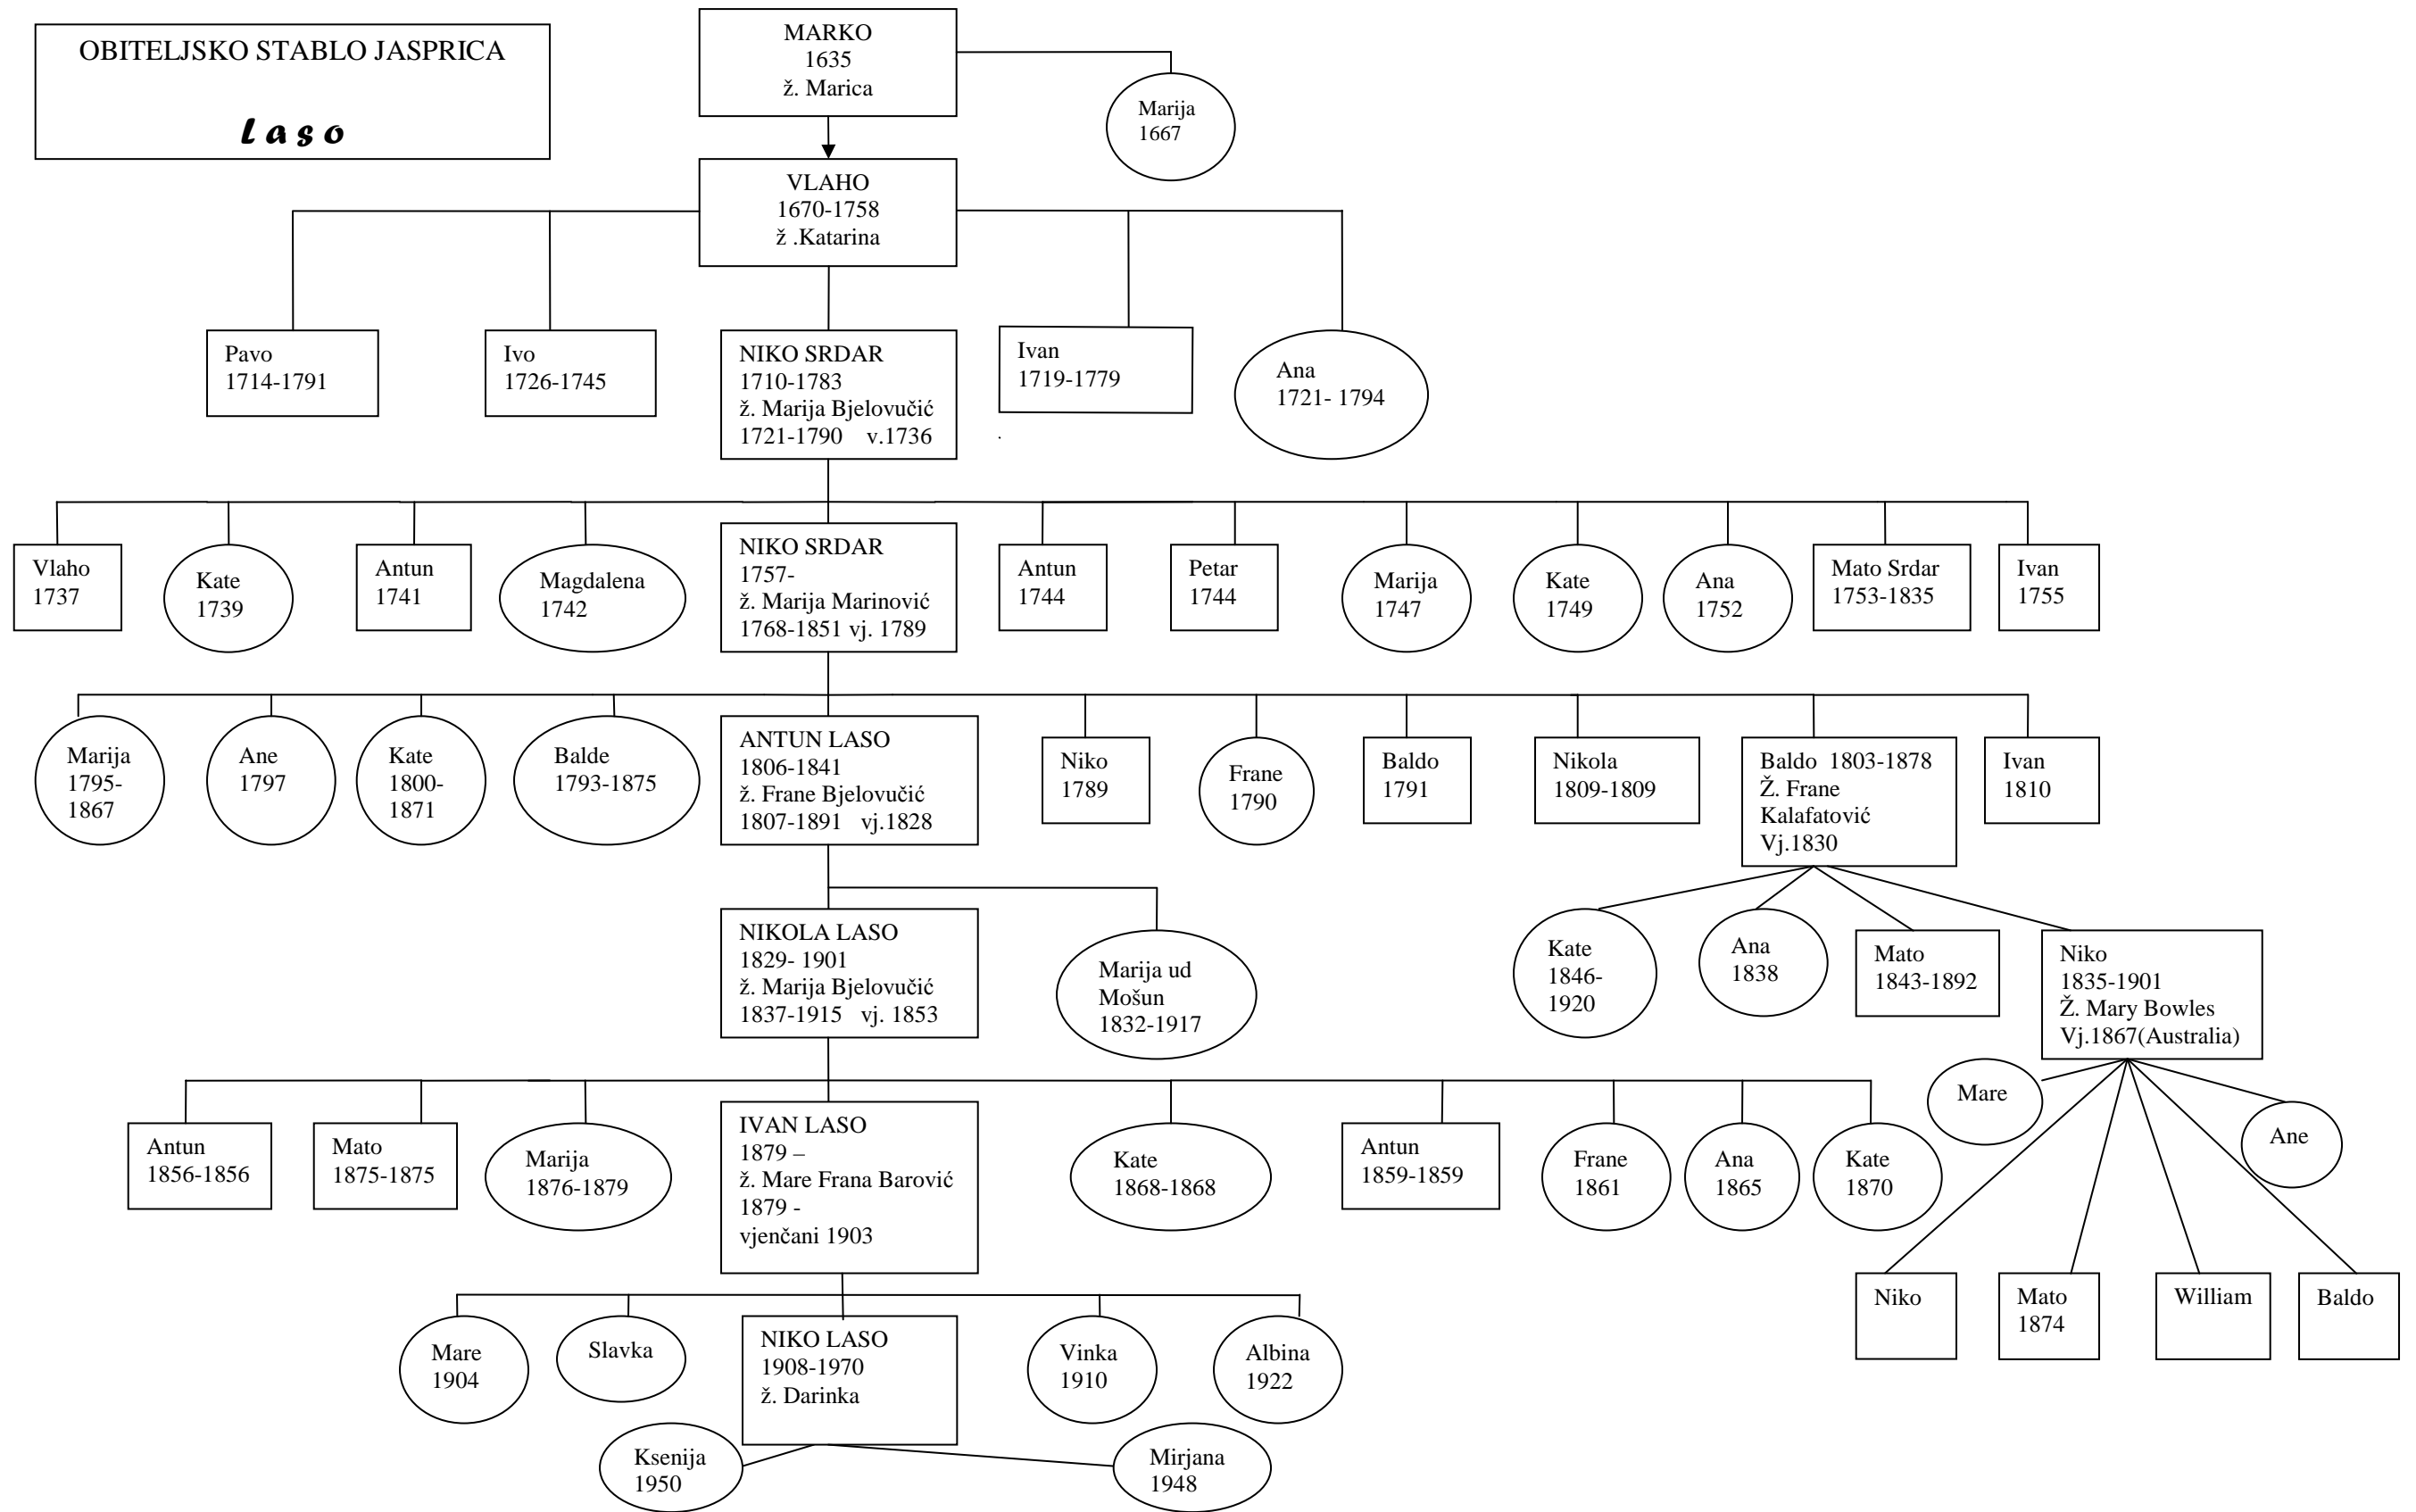 OBITELJSKO STABLO JASPRICA
Laso
MARKO
1635
ž. Marica
Marija
1667
VLAHO
1670-1758
ž .Katarina
Pavo
1714-1791
Ivo
1726-1745
NIKO SRDAR
1710-1783
ž. Marija Bjelovučić
1721-1790 v.1736
Ivan
1719-1779
Ana
1721- 1794
Vlaho
1737
Kate
1739
Antun
1741
Magdalena
1742
NIKO SRDAR
1757-
ž. Marija Marinović
1768-1851 vj. 1789
Antun
1744
Petar
1744
Marija
1747
Kate
1749
Ana
1752
Mato Srdar
1753-1835
Ivan
1755
Marija
1795-
1867
Ane
1797
Kate
1800-
1871
Balde
1793-1875
ANTUN LASO
1806-1841
ž. Frane Bjelovučić
1807-1891 vj.1828
Niko
1789
Frane
1790
Baldo
1791
Nikola
1809-1809
Baldo 1803-1878
Ž. Frane
Kalafatović
Vj.1830
Ivan
1810
NIKOLA LASO
1829- 1901
ž. Marija Bjelovučić
1837-1915 vj. 1853
Marija ud
Mošun
1832-1917
Kate
1846-
1920
Ana
1838
Mato
1843-1892
Niko
1835-1901
Ž. Mary Bowles
Vj.1867(Australia)
Antun
1856-1856
Mato
1875-1875
Marija
1876-1879
IVAN LASO
1879 –
ž. Mare Frana Barović
1879 -
vjenčani 1903
Kate
1868-1868
Antun
1859-1859
Frane
1861
Ana
1865
Kate
1870
Mare
Ane
Niko
Mato
1874
William
Baldo
Mare
1904
Slavka
NIKO LASO
1908-1970
ž. Darinka
Vinka
1910
Albina
1922
Ksenija
1950
Mirjana
1948